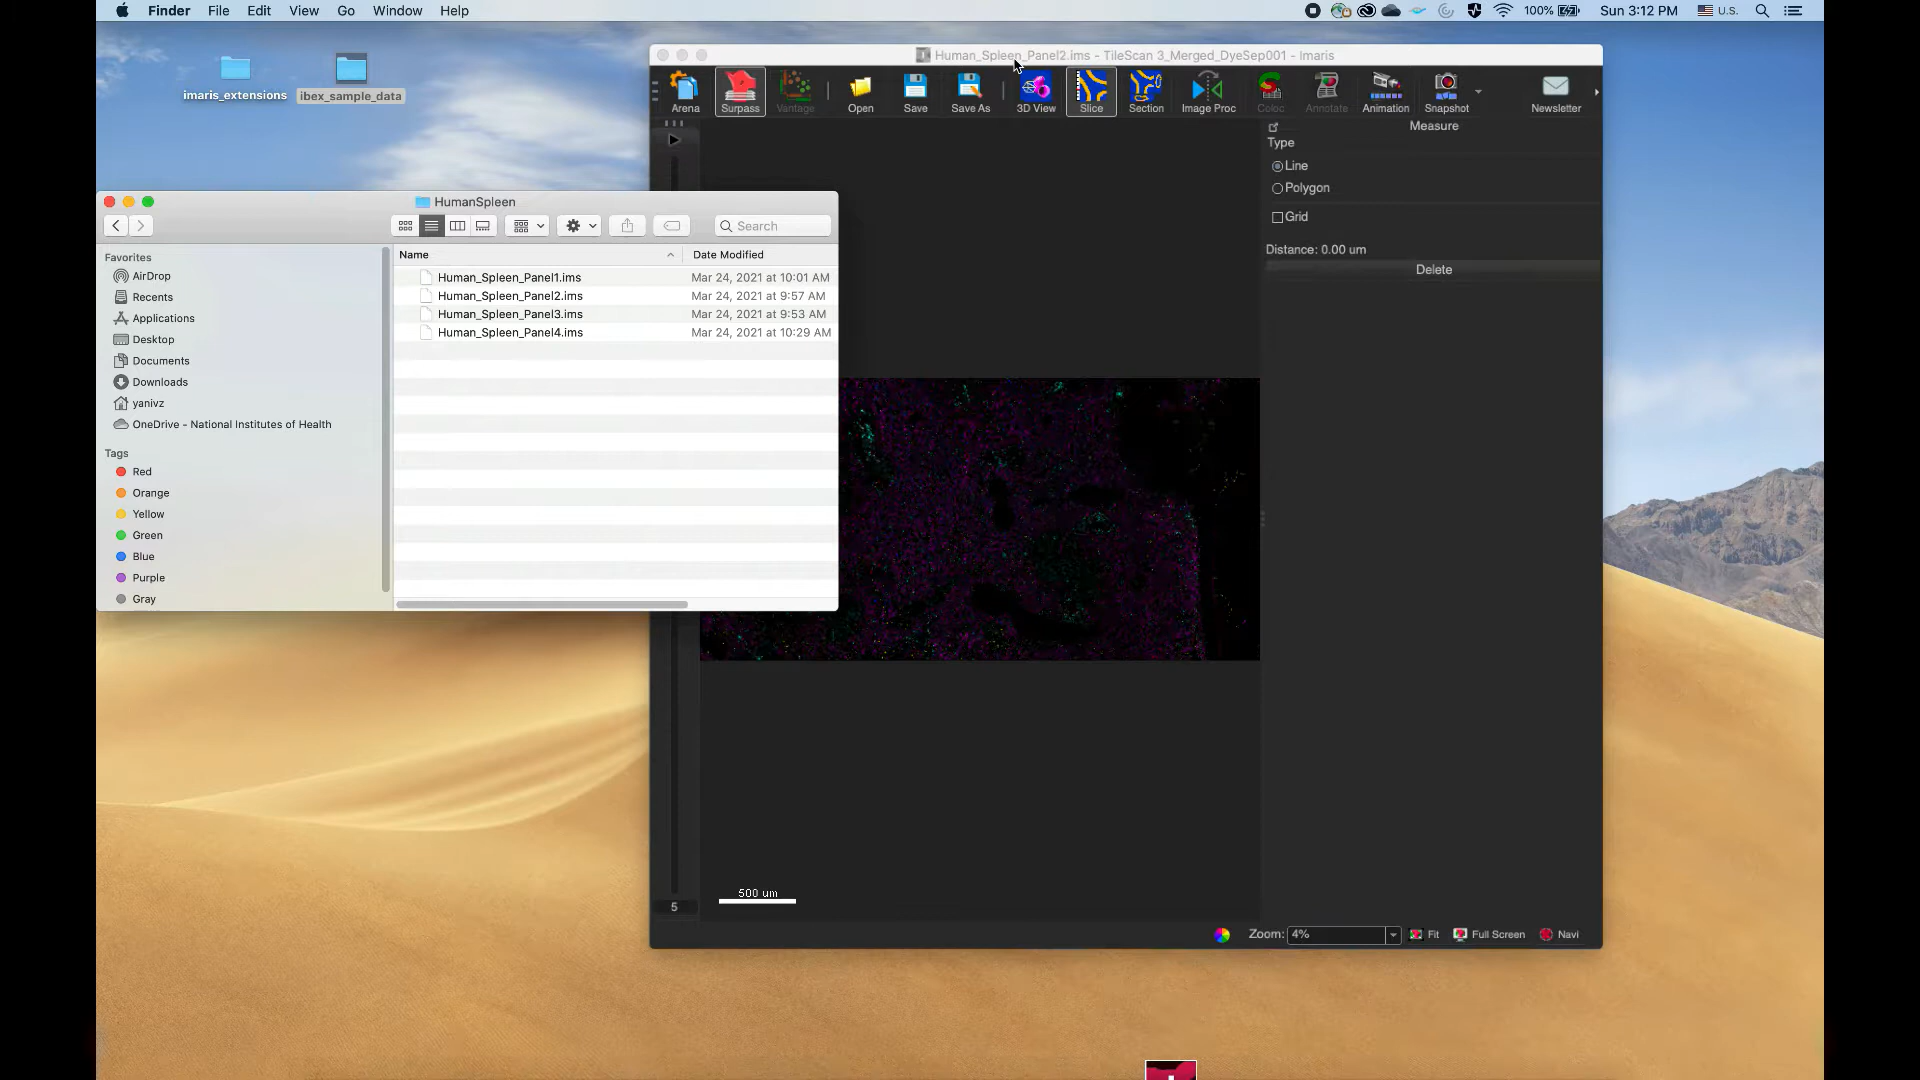 Finder File Edit View Go Window Help 100% Sun 3:12 PM U.S.
imaris_extensions ibex_sample_data
Human_Spleen_Panel2.ims - TileScan 3_Merged_DyeSep001 - Imaris
Arena Surpass Vantage Open Save Save As 3D View Slice Section Image Proc Coloc Annotate Animation Snapshot Newsletter
Measure
Type
Line
Polygon
Grid
Distance: 0.00 um
Delete
HumanSpleen
Search
Favorites
AirDrop
Recents
Applications
Desktop
Documents
Downloads
yanivz
OneDrive - National Institutes of Health
Tags
Red
Orange
Yellow
Green
Blue
Purple
Gray
Name Date Modified
Human_Spleen_Panel1.ims Mar 24, 2021 at 10:01 AM
Human_Spleen_Panel2.ims Mar 24, 2021 at 9:57 AM
Human_Spleen_Panel3.ims Mar 24, 2021 at 9:53 AM
Human_Spleen_Panel4.ims Mar 24, 2021 at 10:29 AM
500 um
5
Zoom: 4% Fit Full Screen Navi